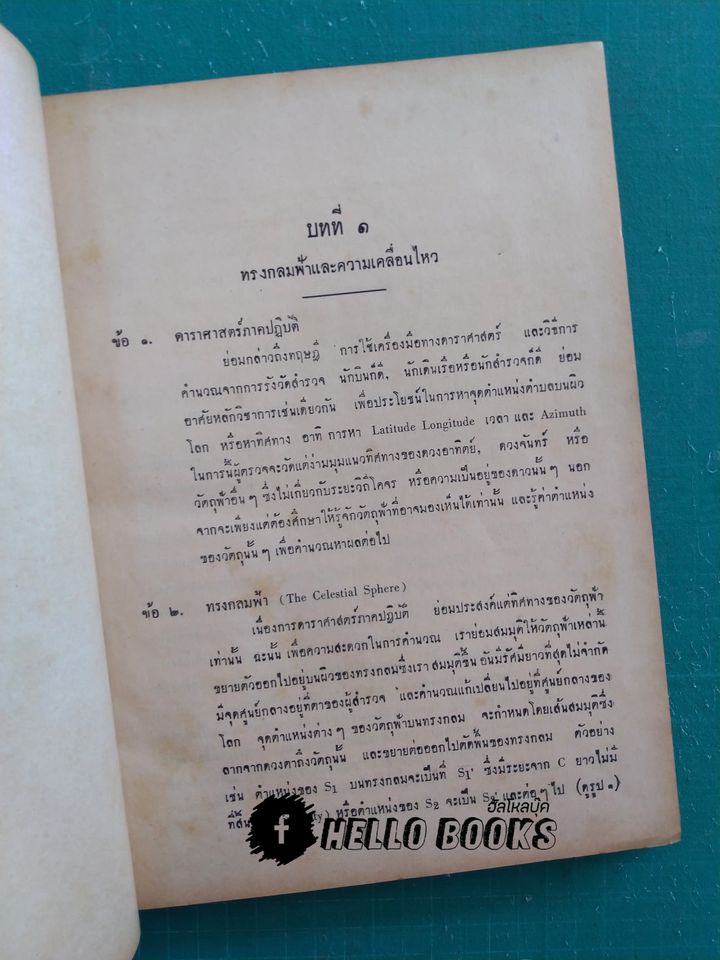 บทที่ ๑
ทรงกลมฟ้าและความเคลื่อนไหว
ข้อ ๑. ดาราศาสตร์ภาคปฏิบัติ
ย่อมกล่าวถึงทฤษฎี การใช้เครื่องมือทางดาราศาสตร์ และวิธีการ
คำนวณจากการรังวัดสำรวจ นักบินก็ดี, นักเดินเรือหรือนักสำรวจก็ดี ย่อม
อาศัยหลักวิชาการเช่นเดียวกัน เพื่อประโยชน์ในการหาจุดตำแหน่งตำบลบนผิว
โลก หรือหาทิศทาง อาทิ การหา Latitude Longitude เวลา และ Azimuth
ในการนี้ผู้ตรวจจะวัดแต่ง่ามมุมแนวทิศทางของดวงอาทิตย์, ดวงจันทร์ หรือ
วัตถุฟ้าอื่นๆ ซึ่งไม่เกี่ยวกับระยะวิถีโคจร หรือความเป็นอยู่ของดาวนั้นๆ นอก
จากจะเพียงแต่ต้องศึกษาให้รู้จักวัตถุฟ้าที่อาจมองเห็นได้เท่านั้น และรู้ค่าตำแหน่ง
ของวัตถุนั้นๆ เพื่อคำนวณหาผลต่อไป
ข้อ ๒. ทรงกลมฟ้า (The Celestial Sphere)
เนื่องการดาราศาสตร์ภาคปฏิบัติ ย่อมประสงค์แต่ทิศทางของวัตถุฟ้า
เท่านั้น ฉะนั้น เพื่อความสะดวกในการคำนวณ เราย่อมสมมุติให้วัตถุฟ้าเหล่านี้
ขยายตัวออกไปอยู่บนผิวของทรงกลมซึ่งเราสมมุติขึ้น อันมีรัศมียาวที่สุดไม่จำกัด
มีจุดศูนย์กลางอยู่ที่ตาของผู้สำรวจ และคำนวณแก้เปลี่ยนไปอยู่ที่ศูนย์กลางของ
โลก จุดตำแหน่งต่างๆ ของวัตถุฟ้าบนทรงกลม จะกำหนดโดยเส้นสมมุติซึ่ง
ลากจากดวงตาถึงวัตถุนั้น และขยายต่อออกไปตัดพื้นของทรงกลม ตัวอย่าง
เช่น ตำแหน่งของ S₁ บนทรงกลมจะเป็นที่ S₁' ซึ่งมีระยะจาก C ยาวไม่มี
ที่สิ้น ty) หรือตำแหน่งของ S₂ จะเป็น S₂' และต่อๆ ไป (ดูรูป ๑)
ฮัลโหลบุ๊ค
f HELLO BOOKS